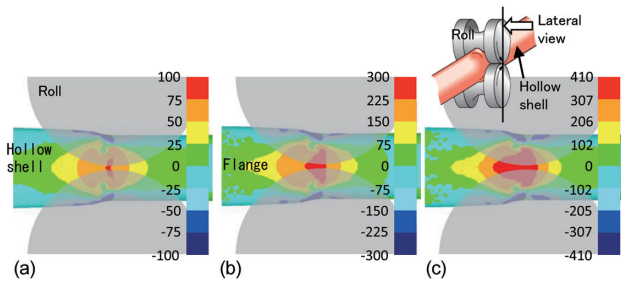 Roll
Lateral
view
Hollow
shell
Roll
Hollow
shell
100
75
50
25
0
-25
-50
-75
-100
(a)
Flange
300
225
150
75
0
-75
-150
-225
-300
(b)
410
307
206
102
0
-102
-205
-307
-410
(c)